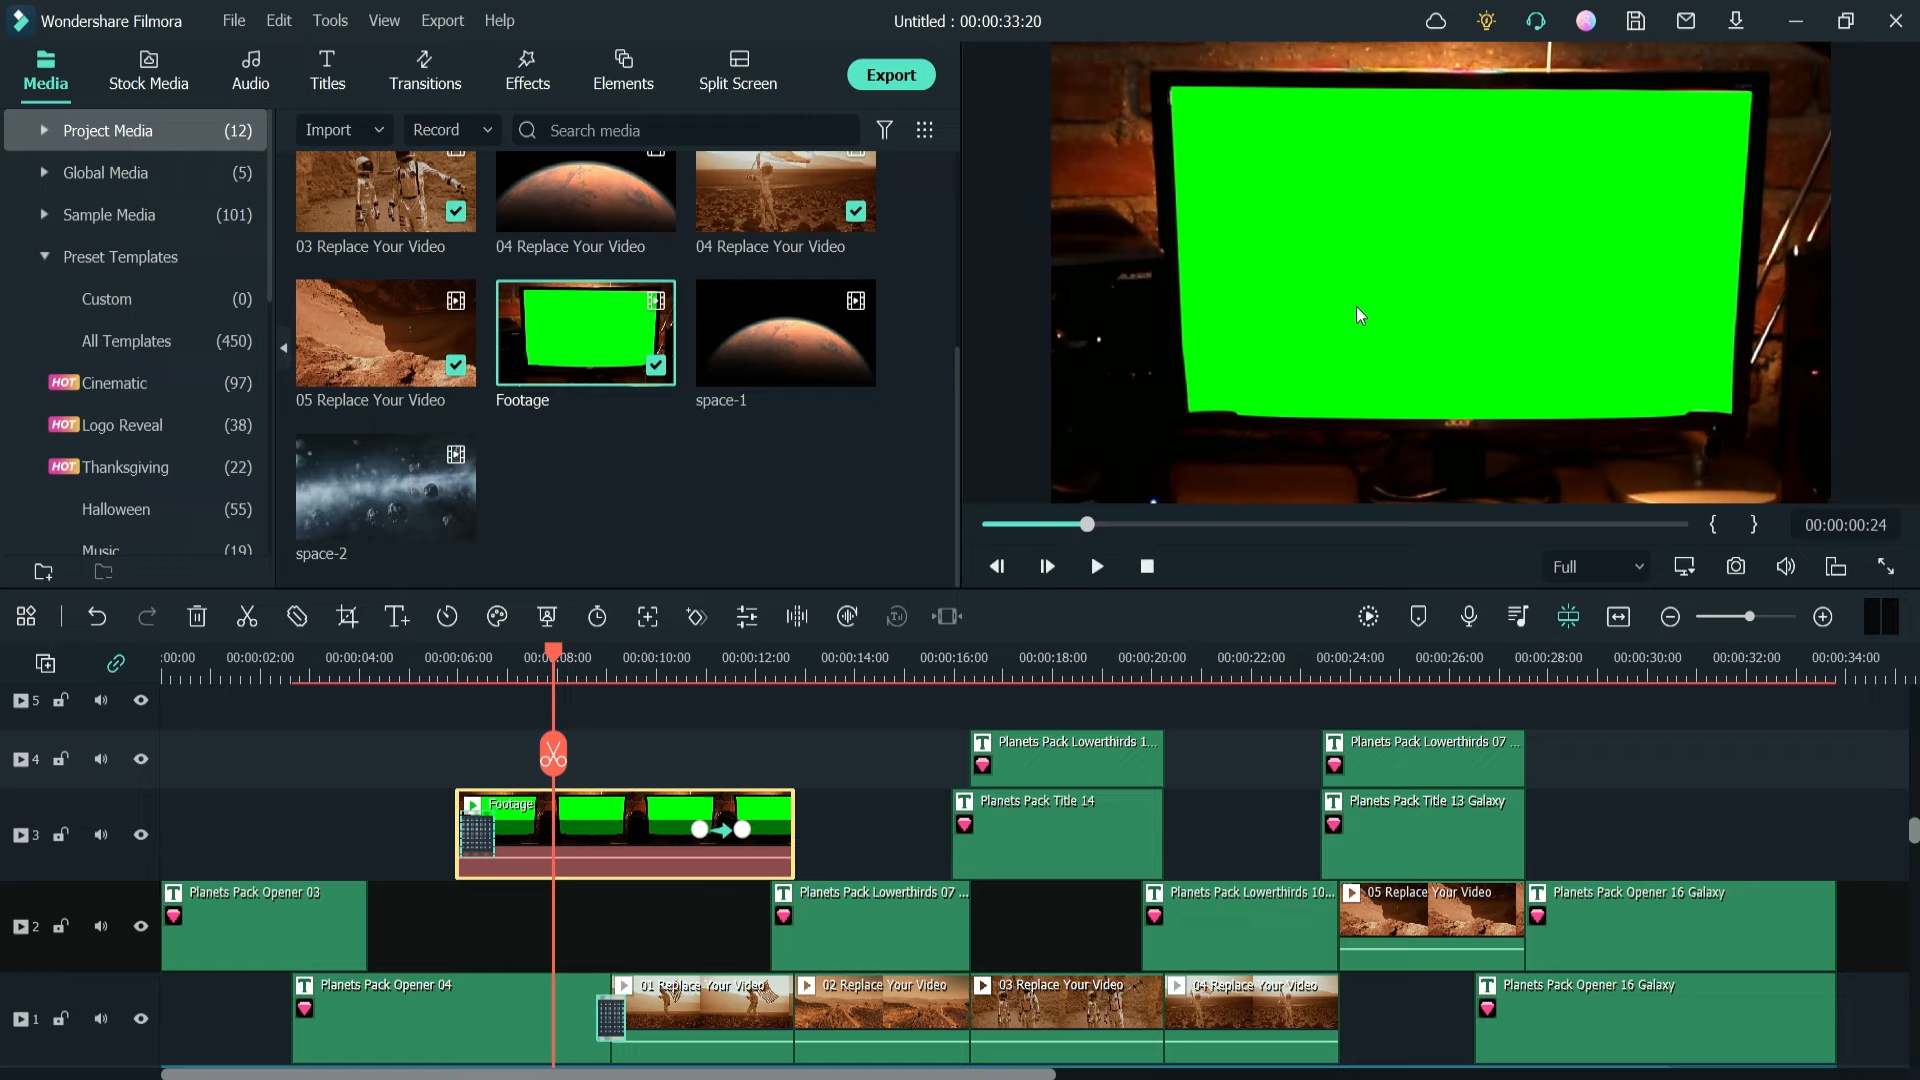 Wondershare Filmora File Edit Tools View Export Help Untitled : 00:00:33:20
Media Stock Media Audio Titles Transitions Effects Elements Split Screen Export
Project Media (12)
Import Record Search media
Global Media (5)
Sample Media (101)
Preset Templates
Custom (0)
All Templates (450)
HOT Cinematic (97)
HOT Logo Reveal (38)
HOT Thanksgiving (22)
Halloween (55)
Music (19)
03 Replace Your Video 04 Replace Your Video 04 Replace Your Video
05 Replace Your Video Footage space-1
space-2
ALIENWARE
acer
{ } 00:00:00:24
Full
:00:00 00:00:02:00 00:00:04:00 00:00:06:00 00:00:08:00 00:00:10:00 00:00:12:00 00:00:14:00 00:00:16:00 00:00:18:00 00:00:20:00 00:00:22:00 00:00:24:00 00:00:26:00 00:00:28:00 00:00:30:00 00:00:32:00 00:00:34:00
5
4 Planets Pack Lowerthirds 1... Planets Pack Lowerthirds 07 ...
3 Footage Planets Pack Title 14 Planets Pack Title 13 Galaxy
2 Planets Pack Opener 03 Planets Pack Lowerthirds 07 ... Planets Pack Lowerthirds 10... 05 Replace Your Video Planets Pack Opener 16 Galaxy
1 Planets Pack Opener 04 01 Replace Your Video 02 Replace Your Video 03 Replace Your Video 04 Replace Your Video Planets Pack Opener 16 Galaxy